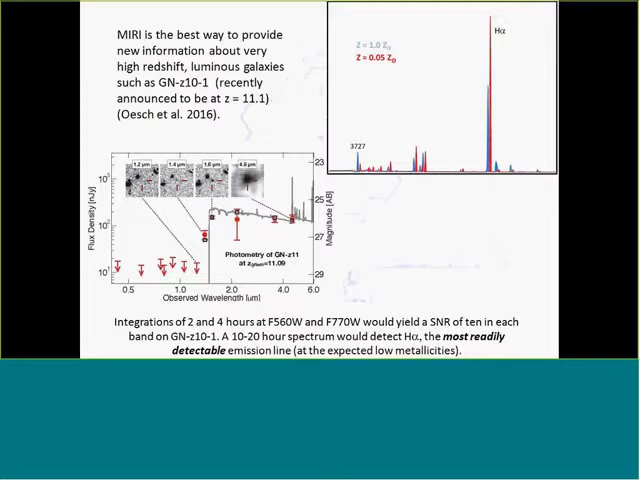 MIRI is the best way to provide
new information about very
high redshift, luminous galaxies
such as GN-z10-1 (recently
announced to be at z = 11.1)
(Oesch et al. 2016).
Hα
Z = 1.0 Z⊙
Z = 0.05 Z⊙
3727
1.2 μm
1.4 μm
1.6 μm
4.5 μm
10³
10²
10¹
Flux Density [nJy]
23
25
27
29
Magnitude [AB]
Photometry of GN-z11
at zgrism=11.09
0.5
1.0
2.0
4.0
6.0
Observed Wavelength [μm]
Integrations of 2 and 4 hours at F560W and F770W would yield a SNR of ten in each
band on GN-z10-1. A 10-20 hour spectrum would detect Hα, the most readily
detectable emission line (at the expected low metallicities).